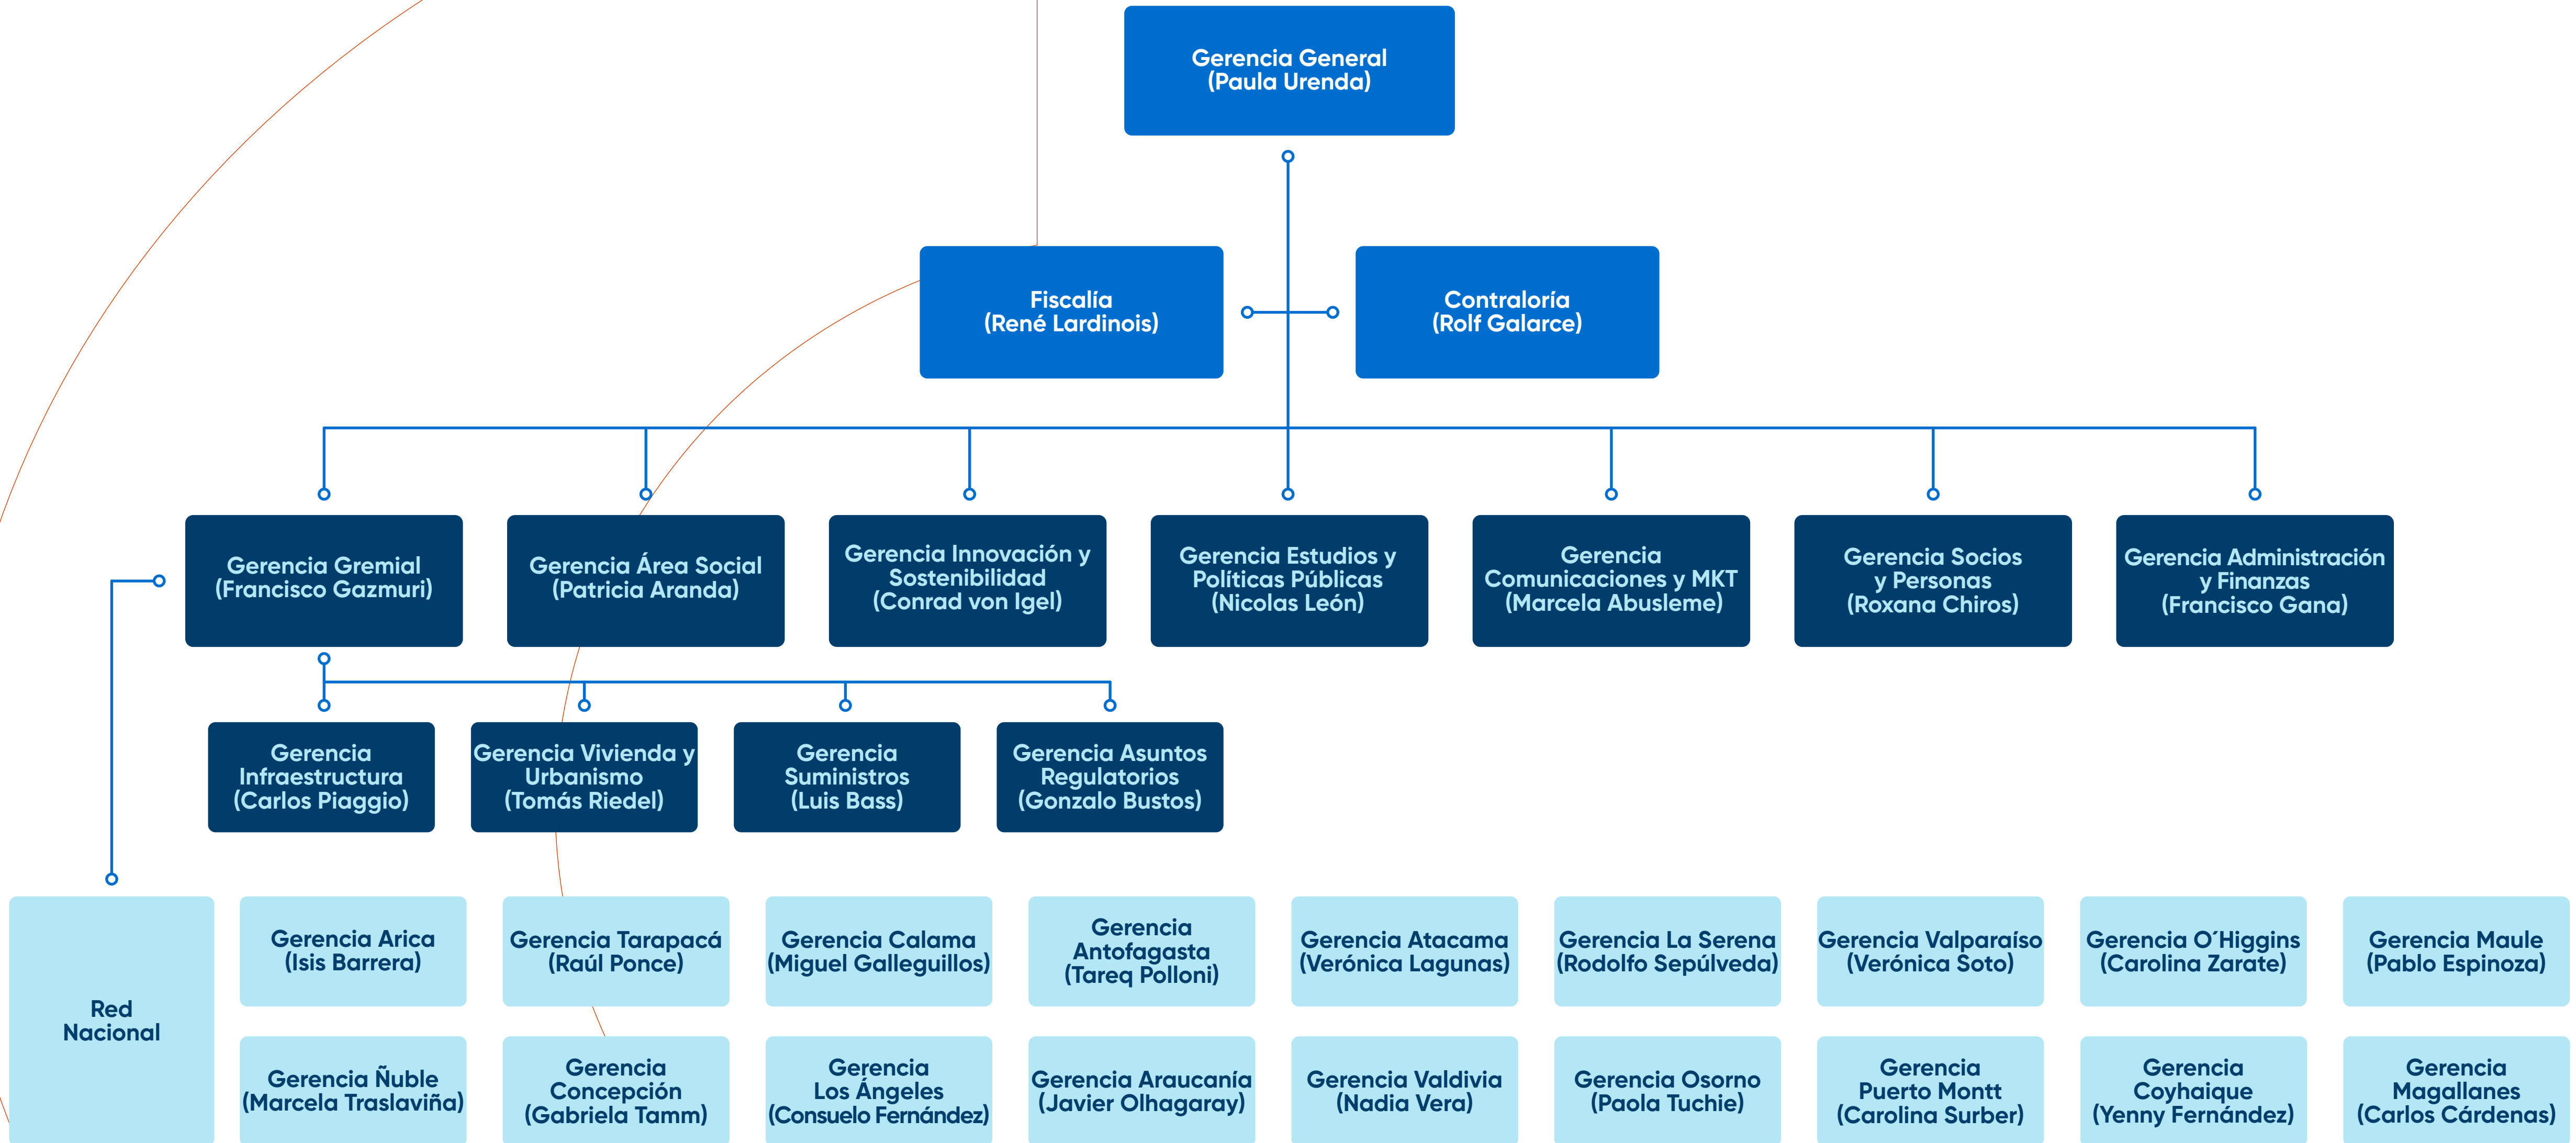 Gerencia General
(Paula Urenda)
Fiscalía
(René Lardinois)
Contraloría
(Rolf Galarce)
Gerencia Gremial
(Francisco Gazmuri)
Gerencia Área Social
(Patricia Aranda)
Gerencia Innovación y
Sostenibilidad
(Conrad von Igel)
Gerencia Estudios y
Políticas Públicas
(Nicolas León)
Gerencia
Comunicaciones y MKT
(Marcela Abusleme)
Gerencia Socios
y Personas
(Roxana Chiros)
Gerencia Administración
y Finanzas
(Francisco Gana)
Gerencia
Infraestructura
(Carlos Piaggio)
Gerencia Vivienda y
Urbanismo
(Tomás Riedel)
Gerencia
Suministros
(Luis Bass)
Gerencia Asuntos
Regulatorios
(Gonzalo Bustos)
Red
Nacional
Gerencia Arica
(Isis Barrera)
Gerencia Tarapacá
(Raúl Ponce)
Gerencia Calama
(Miguel Galleguillos)
Gerencia
Antofagasta
(Tareq Polloni)
Gerencia Atacama
(Verónica Lagunas)
Gerencia La Serena
(Rodolfo Sepúlveda)
Gerencia Valparaíso
(Verónica Soto)
Gerencia O´Higgins
(Carolina Zarate)
Gerencia Maule
(Pablo Espinoza)
Gerencia Ñuble
(Marcela Traslaviña)
Gerencia
Concepción
(Gabriela Tamm)
Gerencia
Los Ángeles
(Consuelo Fernández)
Gerencia Araucanía
(Javier Olhagaray)
Gerencia Valdivia
(Nadia Vera)
Gerencia Osorno
(Paola Tuchie)
Gerencia
Puerto Montt
(Carolina Surber)
Gerencia
Coyhaique
(Yenny Fernández)
Gerencia
Magallanes
(Carlos Cárdenas)